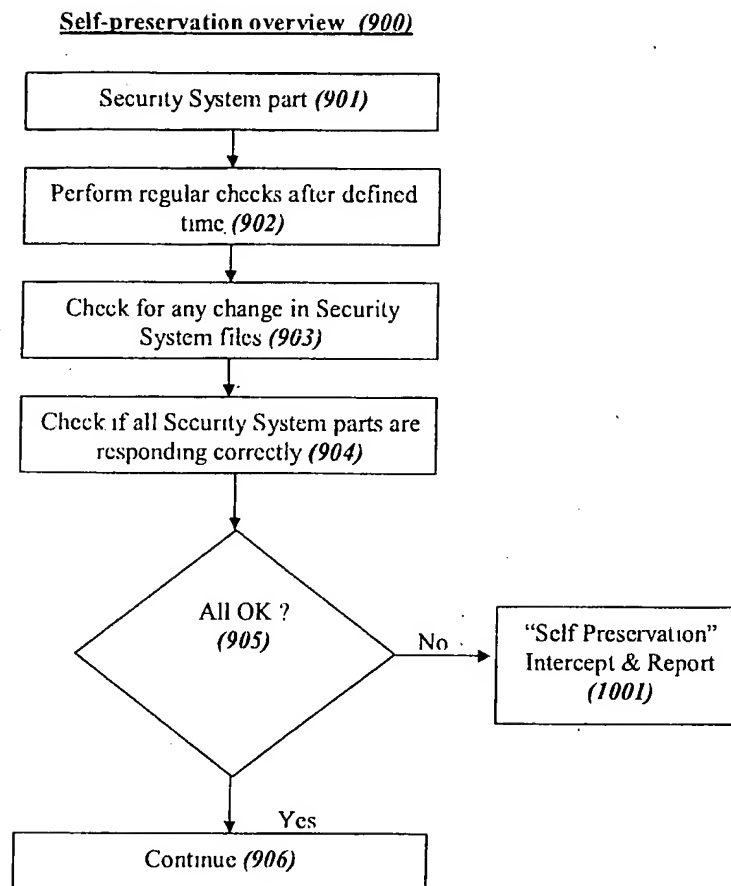 Self-preservation overview (900)
Security System part (901)
Perform regular checks after defined
time (902)
Check for any change in Security
System files (903)
Check if all Security System parts are
responding correctly (904)
All OK ?
(905)
No
"Self Preservation"
Intercept & Report
(1001)
Yes
Continue (906)